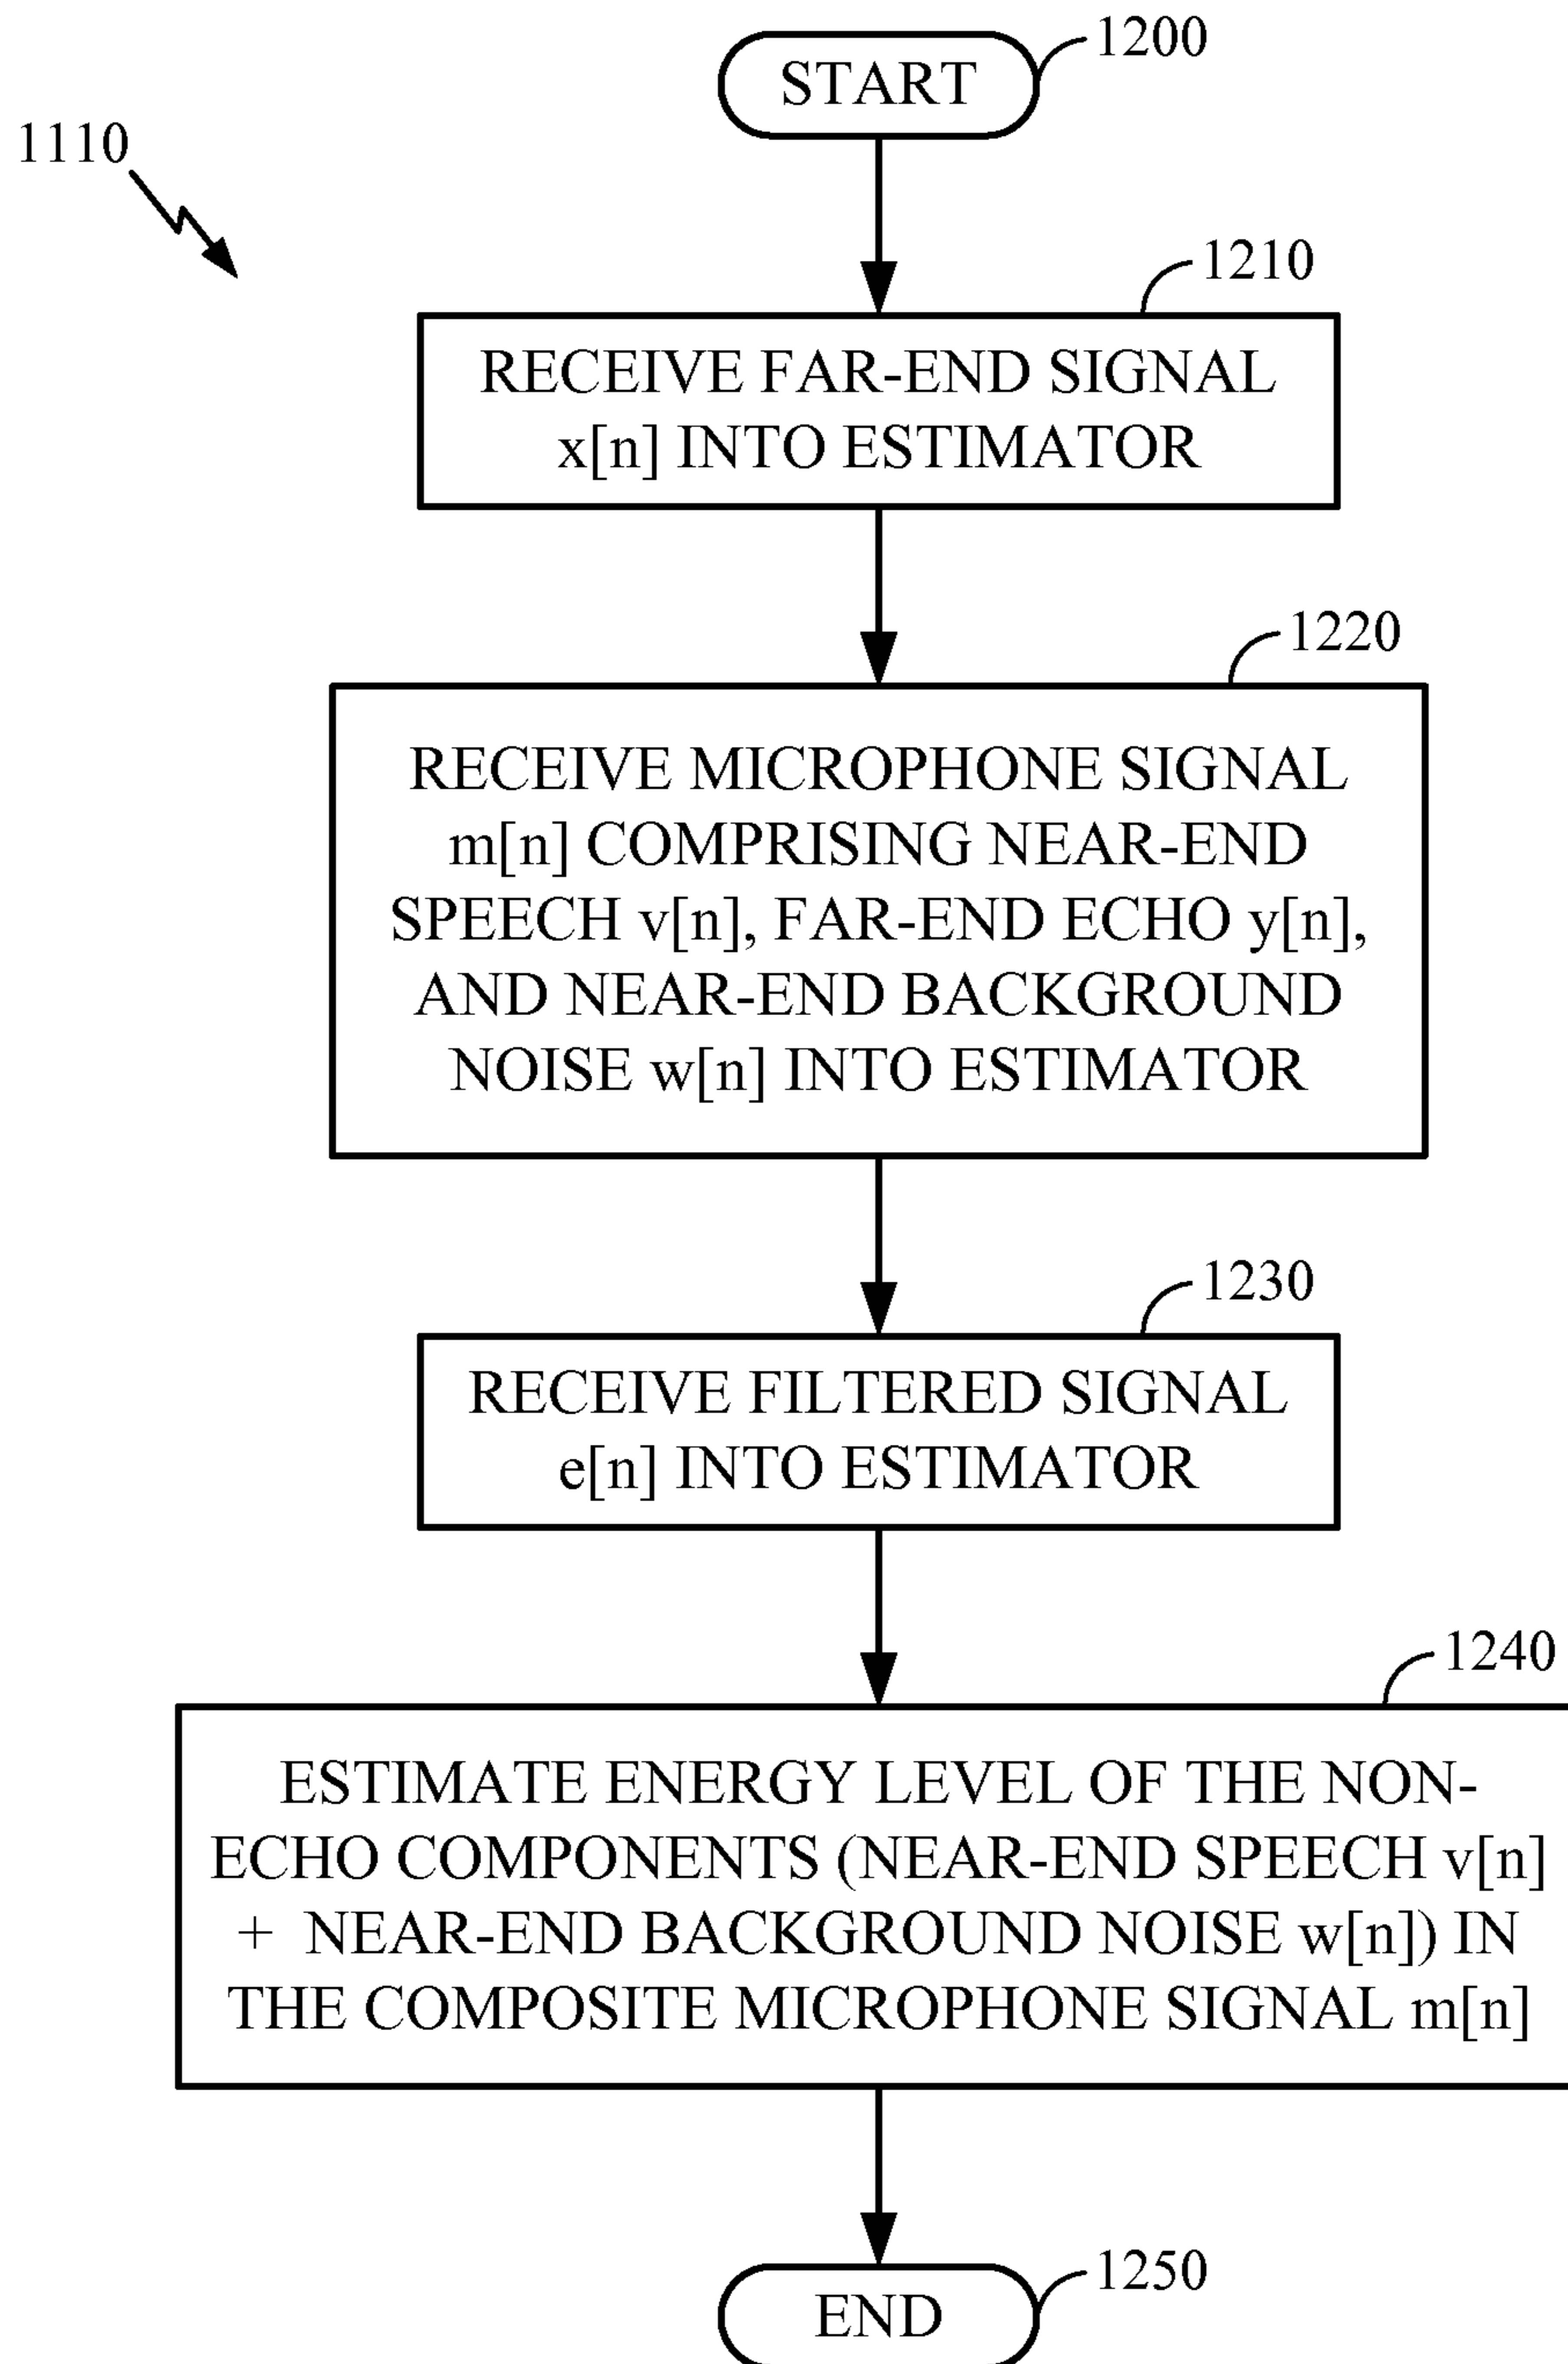 1200
START
1110
1210
RECEIVE FAR-END SIGNAL
x[n] INTO ESTIMATOR
1220
RECEIVE MICROPHONE SIGNAL
m[n] COMPRISING NEAR-END
SPEECH v[n], FAR-END ECHO y[n],
AND NEAR-END BACKGROUND
NOISE w[n] INTO ESTIMATOR
1230
RECEIVE FILTERED SIGNAL
e[n] INTO ESTIMATOR
1240
ESTIMATE ENERGY LEVEL OF THE NON-
ECHO COMPONENTS (NEAR-END SPEECH v[n]
+ NEAR-END BACKGROUND NOISE w[n]) IN
THE COMPOSITE MICROPHONE SIGNAL m[n]
1250
END